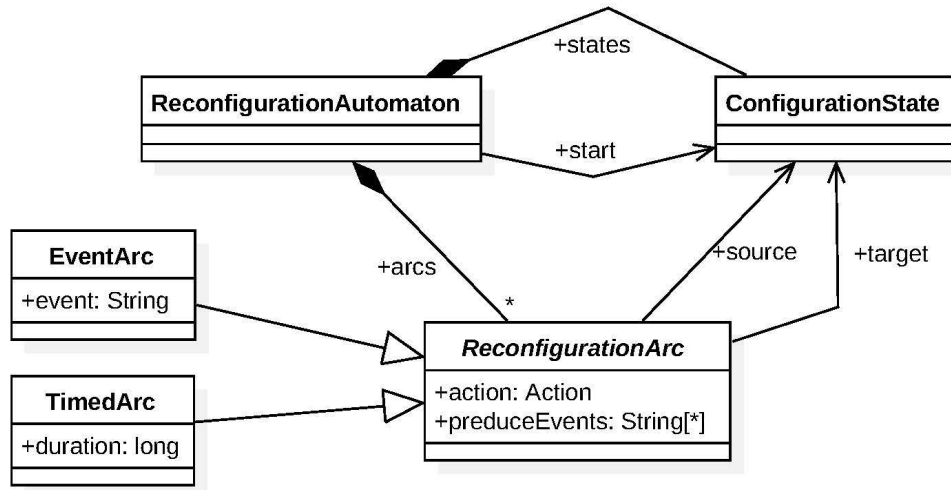 +states
ReconfigurationAutomaton
ConfigurationState
+start
EventArc
+event: String
+arcs
*
+source
+target
ReconfigurationArc
+action: Action
+preduceEvents: String[*]
TimedArc
+duration: long